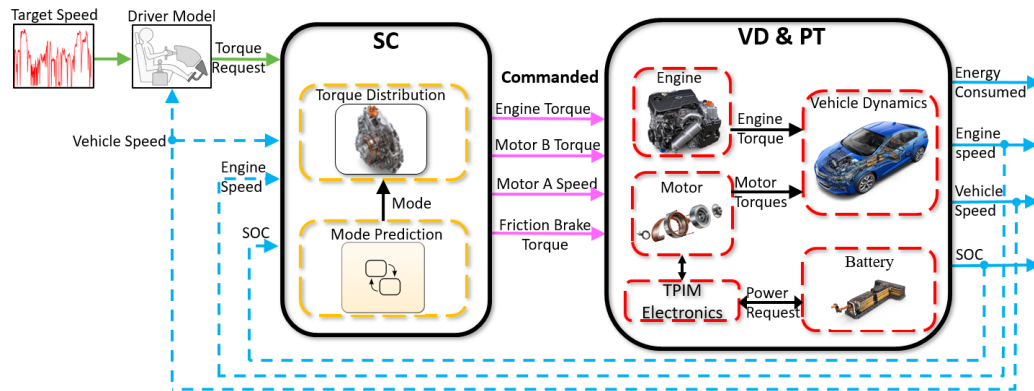 Target Speed
Driver Model
Torque
Request
Vehicle Speed
Engine
Speed
SOC
SC
Torque Distribution
Mode
Mode Prediction
Commanded
Engine Torque
Motor B Torque
Motor A Speed
Friction Brake
Torque
VD & PT
Engine
Engine
Torque
Motor
Motor
Torques
TPIM
Electronics
Power
Request
Vehicle Dynamics
Battery
Energy
Consumed
Engine
speed
Vehicle
Speed
SOC